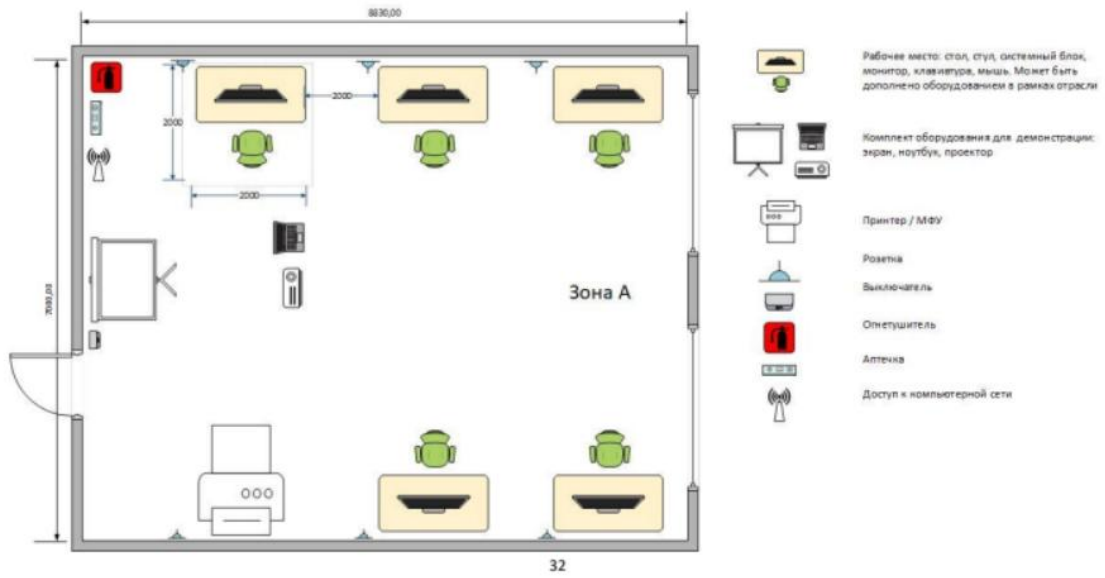 8830,00
7000,00
2000
2000
2000
Зона А
Рабочее место: стол, стул, системный блок,
монитор, клавиатура, мышь. Может быть
дополнено оборудованием в рамках отрасли
Комплект оборудования для демонстрации:
экран, ноутбук, проектор
Принтер / МФУ
Розетка
Выключатель
Огнетушитель
Аптечка
Доступ к компьютерной сети
32